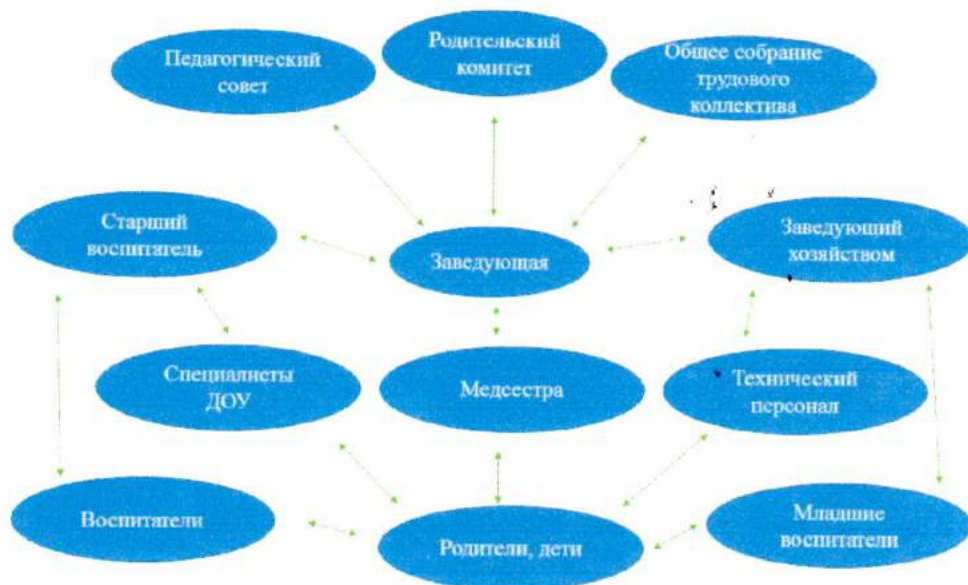 Педагогический
совет
Родительский
комитет
Общее собрание
трудового
коллектива
Старший
воспитатель
Заведующая
Заведующий
хозяйством
Специалисты
ДОУ
Медсестра
Технический
персонал
Воспитатели
Родители, дети
Младшие
воспитатели